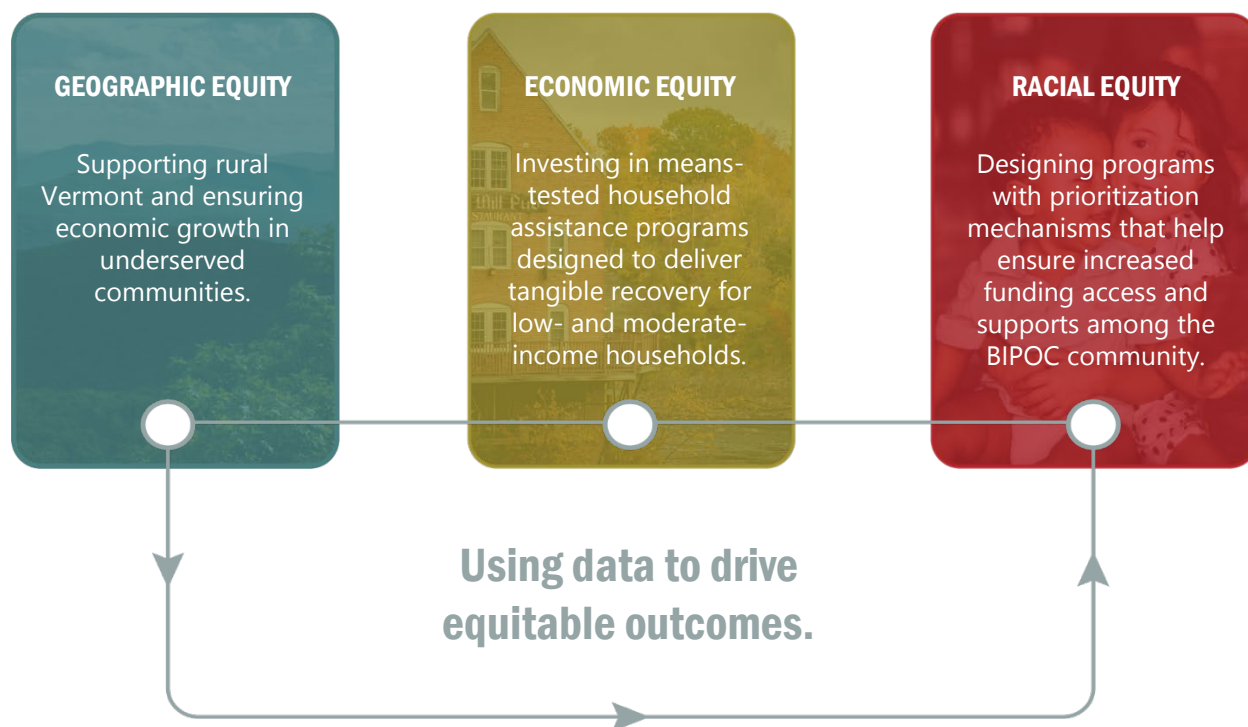 GEOGRAPHIC EQUITY
Supporting rural
Vermont and ensuring
economic growth in
underserved
communities.
ECONOMIC EQUITY
Investing in means-
tested household
assistance programs
designed to deliver
tangible recovery for
low- and moderate-
income households.
RACIAL EQUITY
Designing programs
with prioritization
mechanisms that help
ensure increased
funding access and
supports among the
BIPOC community.
Using data to drive
equitable outcomes.